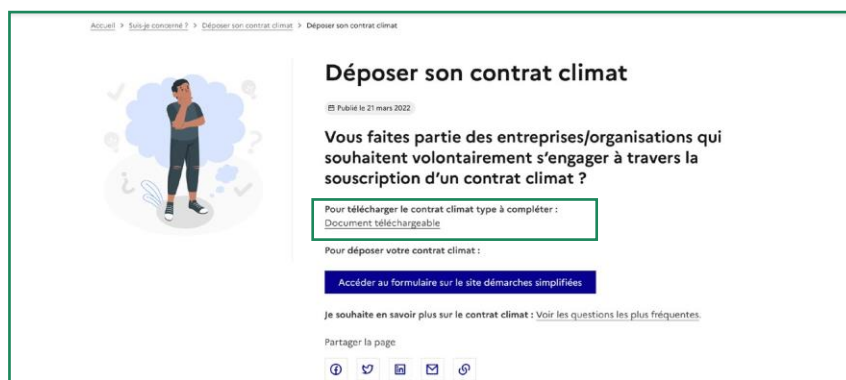 Accueil > Suis-je concerné ? > Déposer son contrat climat > Déposer son contrat climat
Déposer son contrat climat
Publié le 21 mars 2022
Vous faites partie des entreprises/organisations qui
souhaitent volontairement s’engager à travers la
souscription d’un contrat climat ?
Pour télécharger le contrat climat type à compléter :
Document téléchargeable
Pour déposer votre contrat climat :
Accéder au formulaire sur le site démarches simplifiées
Je souhaite en savoir plus sur le contrat climat : Voir les questions les plus fréquentes.
Partager la page